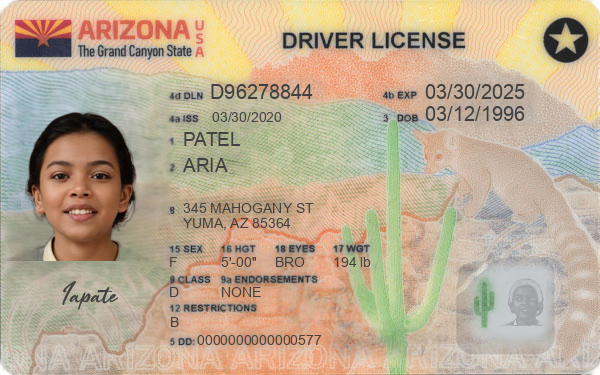 ARIZONA USA
The Grand Canyon State
DRIVER LICENSE
4d DLN D96278844 4b EXP 03/30/2025
4a ISS 03/30/2020 3 DOB 03/12/1996
1 PATEL
2 ARIA
8 345 MAHOGANY ST
YUMA, AZ 85364
15 SEX 16 HGT 18 EYES 17 WGT
F 5'-00" BRO 194 lb
9 CLASS 9a ENDORSEMENTS
D NONE
12 RESTRICTIONS
B
5 DD: 0000000000000577
Iapate
ONA ARIZONA ARIZONA ARIZONA ARIZONA ARI